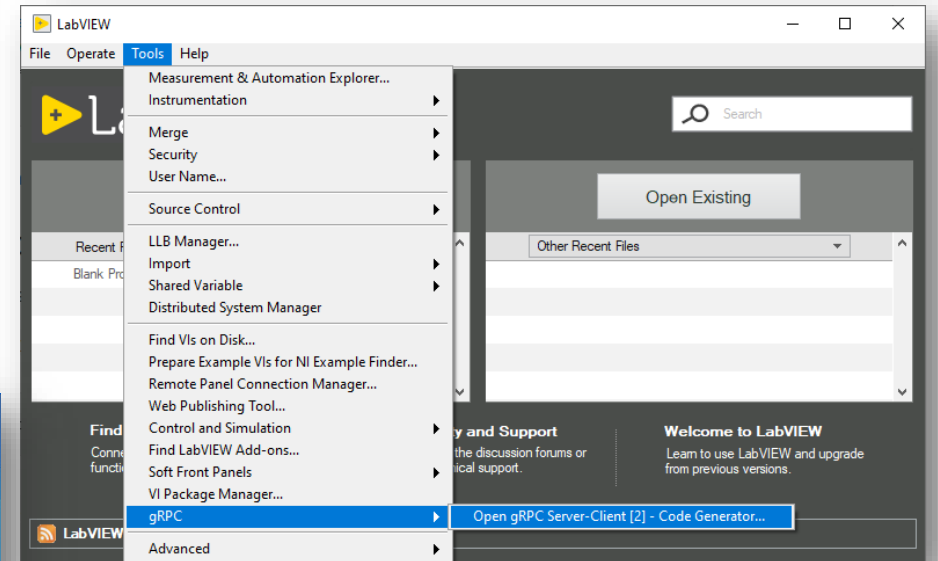 LabVIEW
File Operate Tools Help
Measurement & Automation Explorer...
Instrumentation
Merge
Security
User Name...
Source Control
LLB Manager...
Import
Shared Variable
Distributed System Manager
Find VIs on Disk...
Prepare Example VIs for NI Example Finder...
Remote Panel Connection Manager...
Web Publishing Tool...
Control and Simulation
Find LabVIEW Add-ons...
Soft Front Panels
VI Package Manager...
gRPC
Advanced
Open gRPC Server-Client [2] - Code Generator...
Search
Open Existing
Recent
Other Recent Files
Blank
Find
and Support
the discussion forums or
support.
Welcome to LabVIEW
Learn to use LabVIEW and upgrade
from previous versions.
LabVIEW